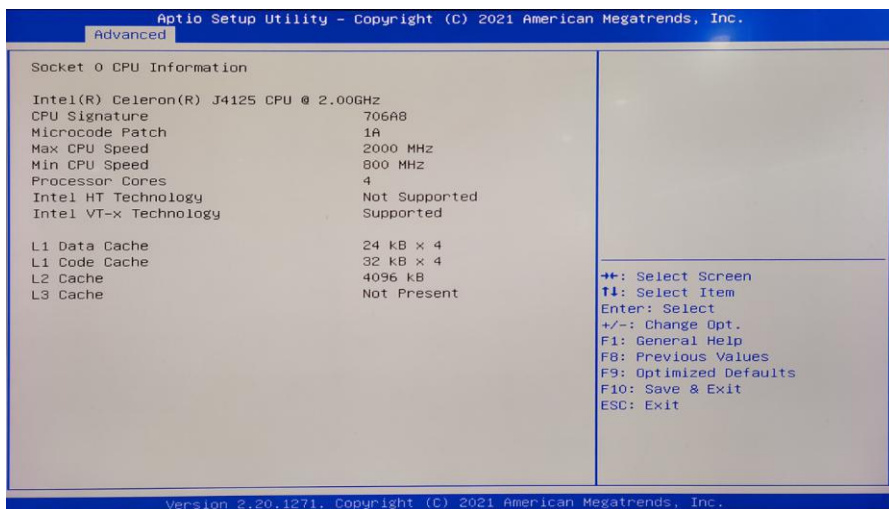 Aptio Setup Utility – Copyright (C) 2021 American Megatrends, Inc.
Advanced
Socket 0 CPU Information
Intel(R) Celeron(R) J4125 CPU @ 2.00GHz
CPU Signature 706A8
Microcode Patch 1A
Max CPU Speed 2000 MHz
Min CPU Speed 800 MHz
Processor Cores 4
Intel HT Technology Not Supported
Intel VT-x Technology Supported
L1 Data Cache 24 kB x 4
L1 Code Cache 32 kB x 4
L2 Cache 4096 kB
L3 Cache Not Present
→←: Select Screen
↑↓: Select Item
Enter: Select
+/-: Change Opt.
F1: General Help
F8: Previous Values
F9: Optimized Defaults
F10: Save & Exit
ESC: Exit
Version 2.20.1271. Copyright (C) 2021 American Megatrends, Inc.